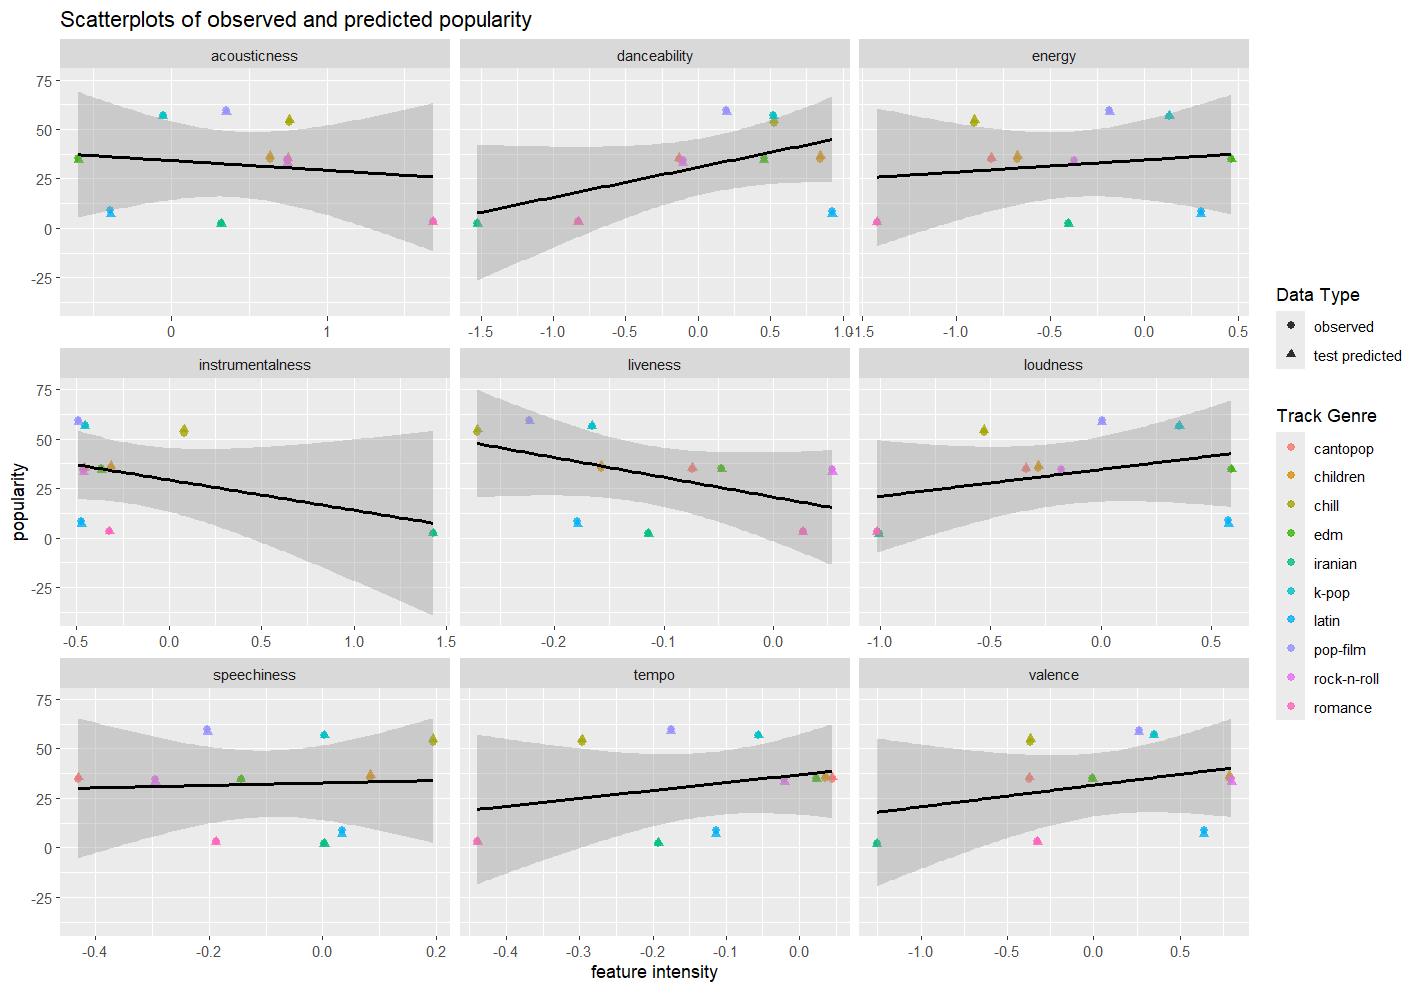 Scatterplots of observed and predicted popularity
acousticness danceability energy
75
50
25
0
-25
0 1 -1.5 -1.0 -0.5 0.0 0.5 1.0 -1.5 -1.0 -0.5 0.0 0.5
instrumentalness liveness loudness
75
50
25
0
-25
-0.5 0.0 0.5 1.0 1.5 -0.2 -0.1 0.0 -1.0 -0.5 0.0 0.5
speechiness tempo valence
75
50
25
0
-25
-0.4 -0.2 0.0 0.2 -0.4 -0.3 -0.2 -0.1 0.0 -1.0 -0.5 0.0 0.5
popularity
feature intensity
Data Type
observed
test predicted
Track Genre
cantopop
children
chill
edm
iranian
k-pop
latin
pop-film
rock-n-roll
romance